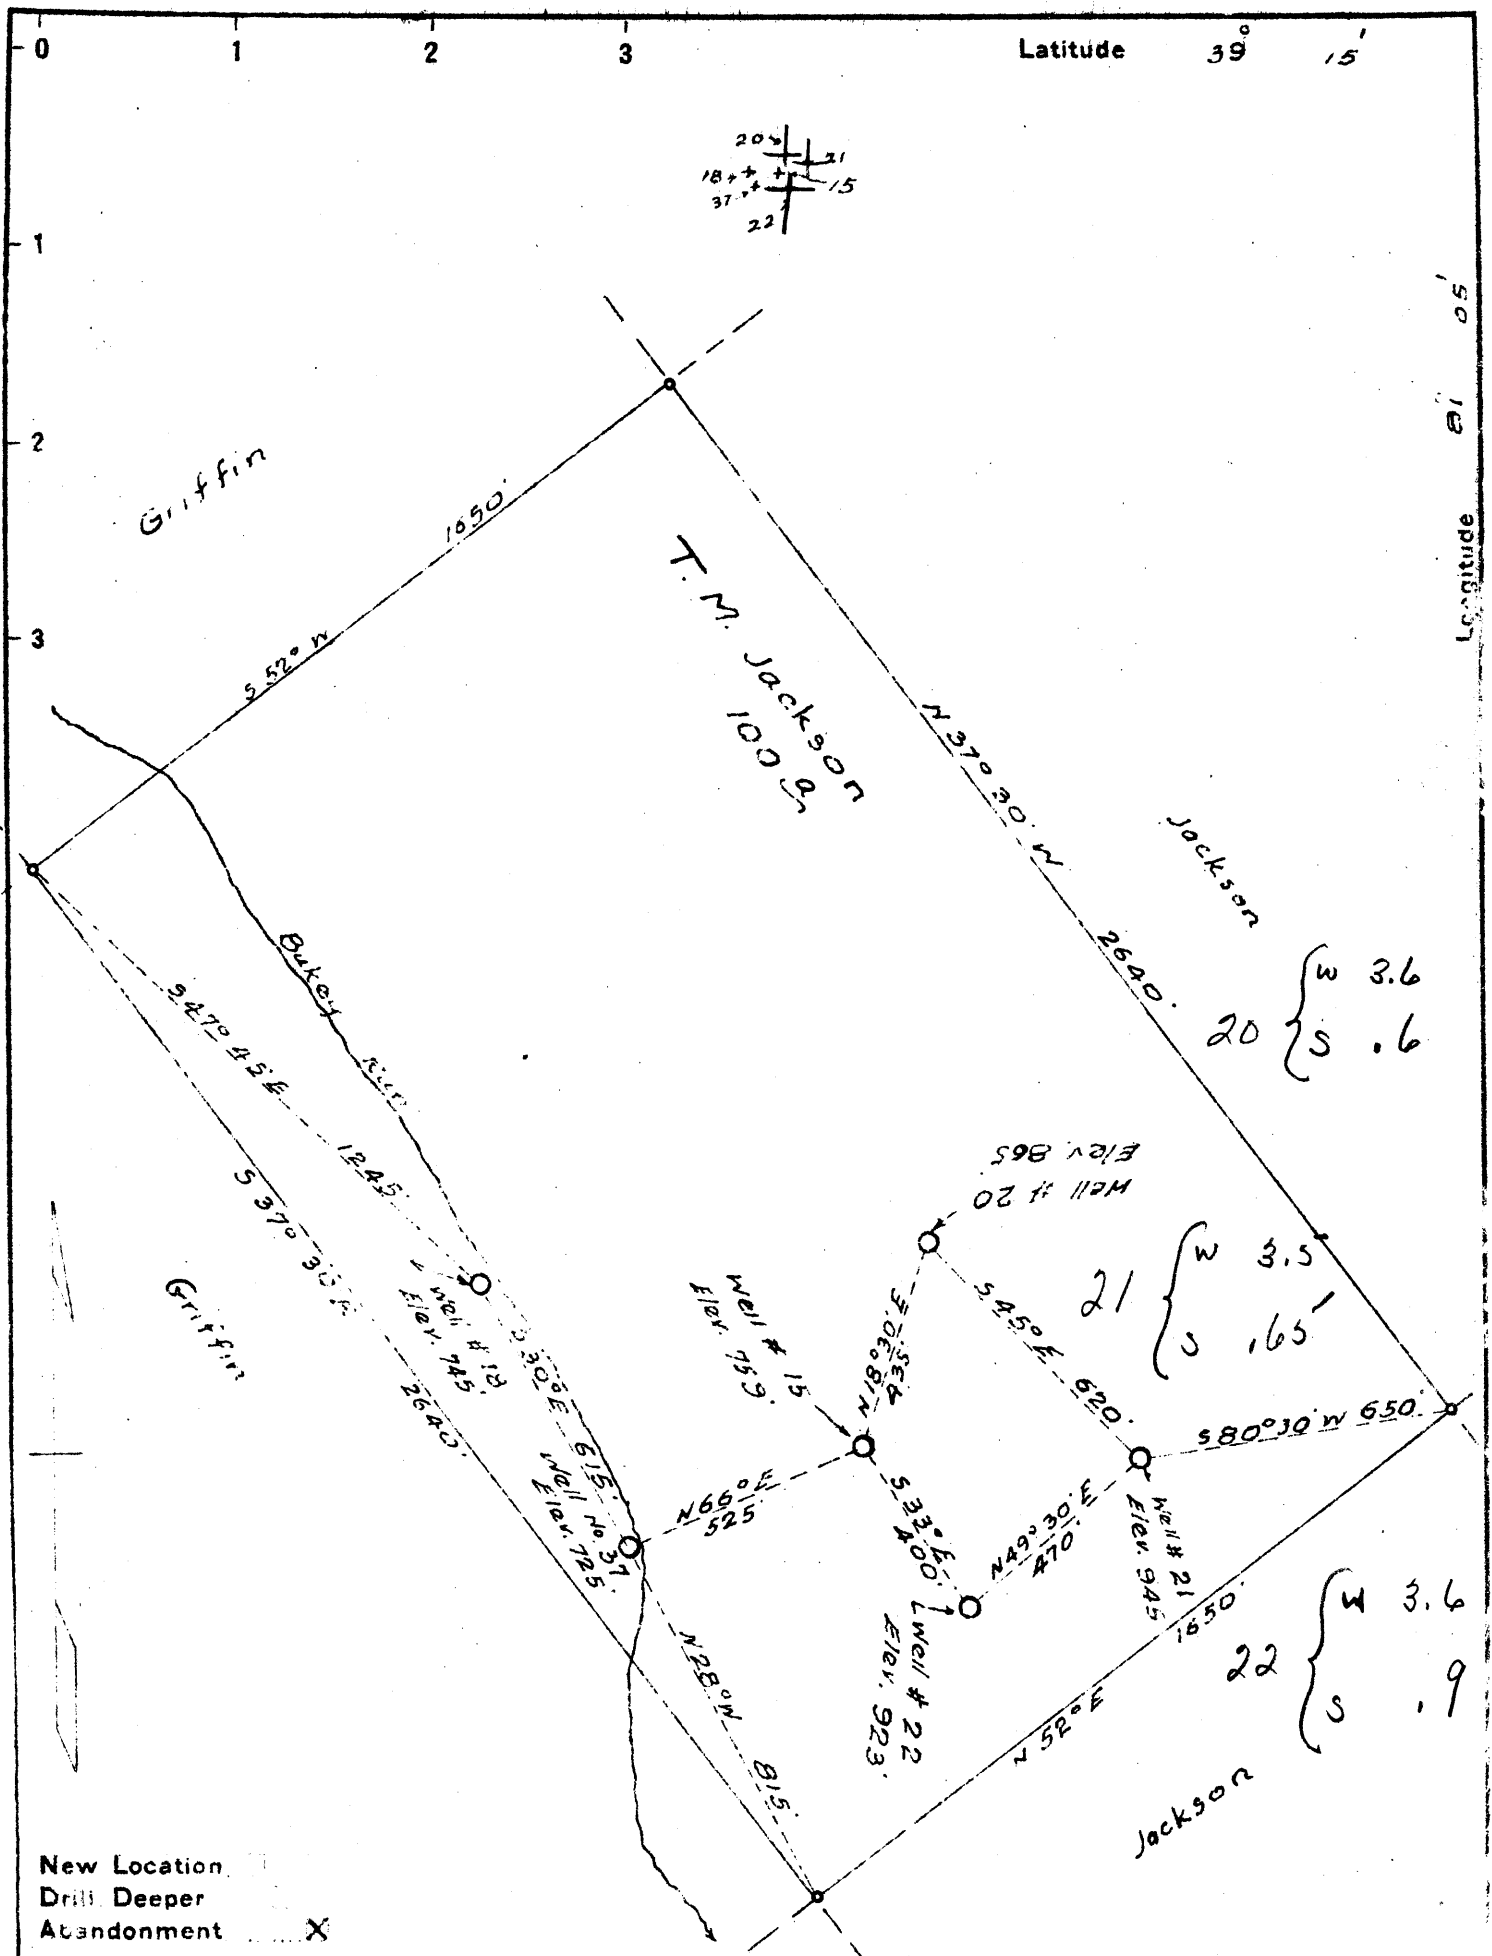 0 1 2 3 Latitude 39° 15'
20
21
18
15
37
22
1
Longitude 81 05'
2
3
Griffin
1650'
S 52° W
T. M. Jackson
100 a
N 37° 30' W
2640'
Jackson
20 { W 3.6
S .6
Bukey Run
S 47° 45' E
1245'
S 37° 30' E
2640'
Griffin
Well # 18
Elev. 745'
S 30° E 615'
Well No. 37
Elev. 725'
Well # 15
Elev. 759'
Well # 20
Elev. 865
N 18° 30' E
535'
S 45° E 620'
21 { W 3.5
S .65'
S 80° 30' W 650'
N 66° E
525
S 33° E
400'
N 49° 30' E
470'
Well # 21
Elev. 945
Well # 22
Elev. 923'
1650'
N 52° E
22 { W 3.6
S .9
N 28° W
815'
Jackson
New Location
Drill Deeper
Abandonment X